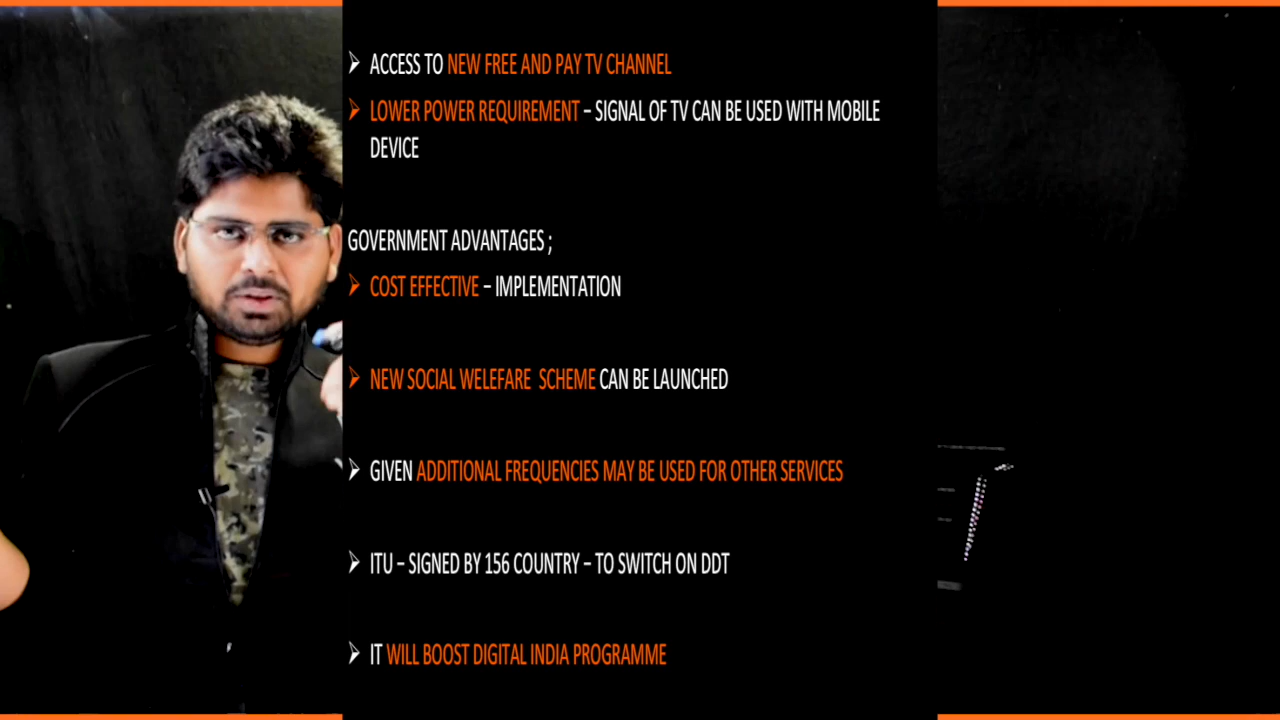 ACCESS TO NEW FREE AND PAY TV CHANNEL
LOWER POWER REQUIREMENT – SIGNAL OF TV CAN BE USED WITH MOBILE
DEVICE
GOVERNMENT ADVANTAGES ;
COST EFFECTIVE – IMPLEMENTATION
NEW SOCIAL WELEFARE SCHEME CAN BE LAUNCHED
GIVEN ADDITIONAL FREQUENCIES MAY BE USED FOR OTHER SERVICES
ITU – SIGNED BY 156 COUNTRY – TO SWITCH ON DDT
IT WILL BOOST DIGITAL INDIA PROGRAMME